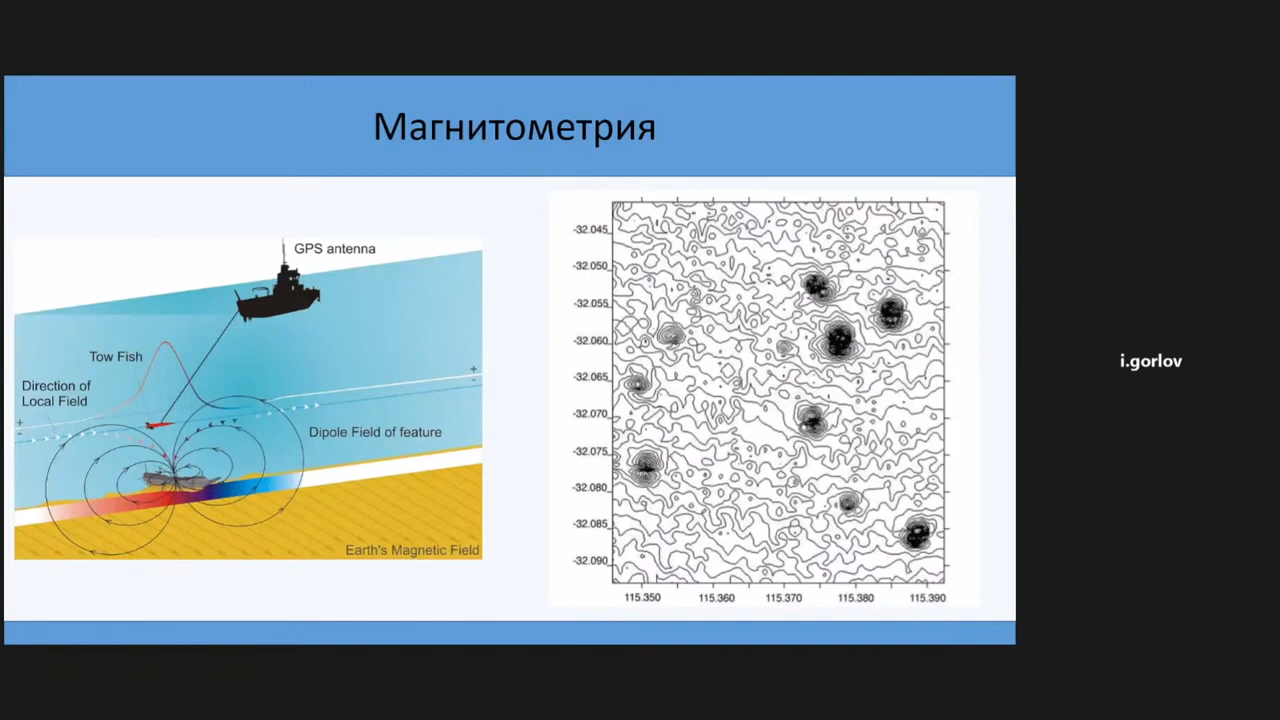 Магнитометрия
GPS antenna
Tow Fish
Direction of
Local Field
+
-
+
-
Dipole Field of feature
Earth's Magnetic Field
-32.045
-32.050
-32.055
-32.060
-32.065
-32.070
-32.075
-32.080
-32.085
-32.090
115.350 115.360 115.370 115.380 115.390
i.gorlov